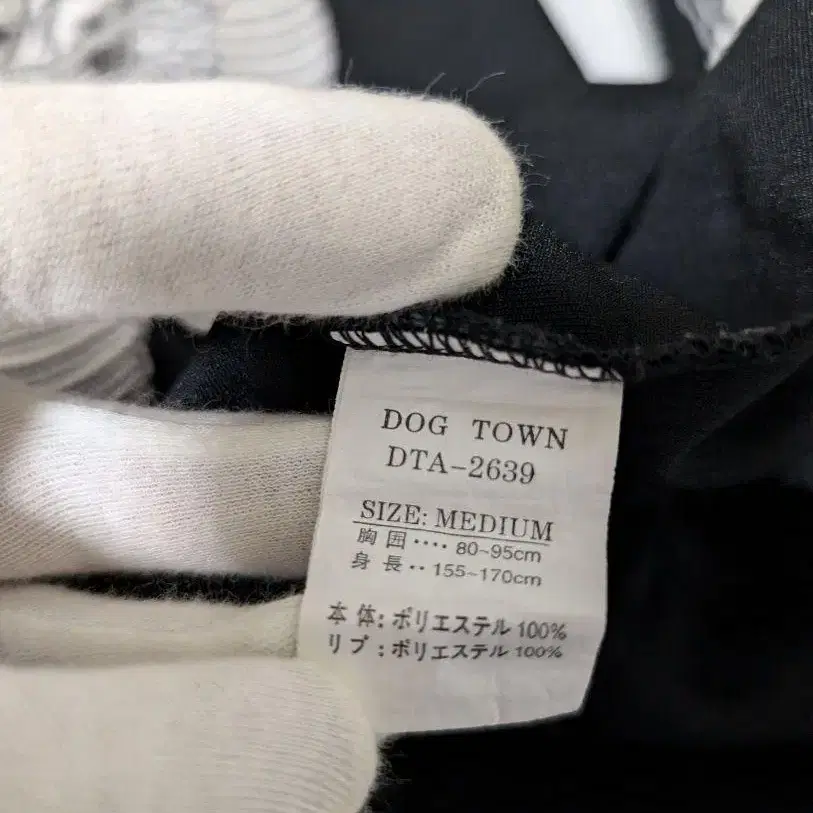 DOG TOWN
DTA-2639
SIZE: MEDIUM
胸囲‥‥80~95cm
身長‥155~170cm
本体:ポリエステル100%
リブ:ポリエステル100%